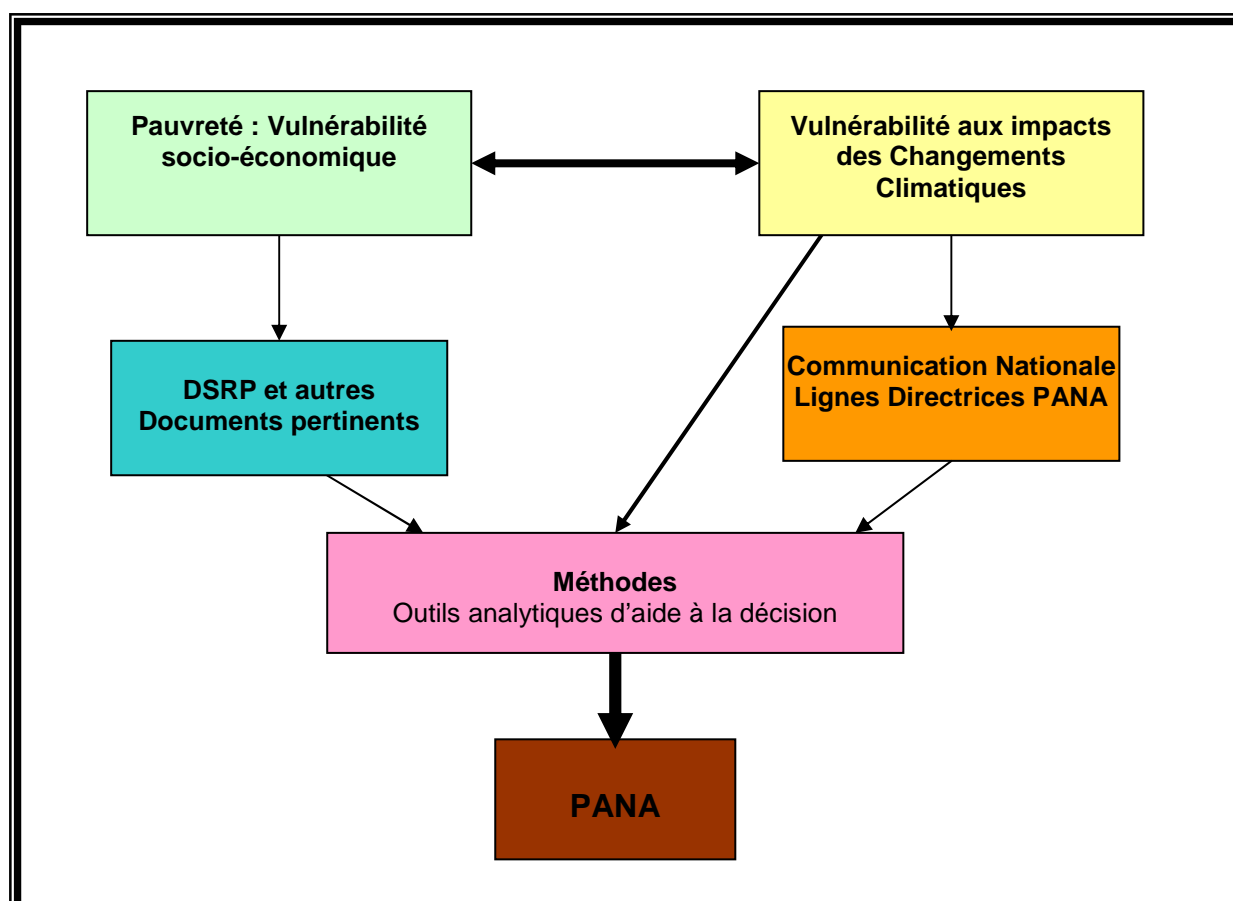 Pauvreté : Vulnérabilité
socio-économique
Vulnérabilité aux impacts
des Changements
Climatiques
DSRP et autres
Documents pertinents
Communication Nationale
Lignes Directrices PANA
Méthodes
Outils analytiques d'aide à la décision
PANA